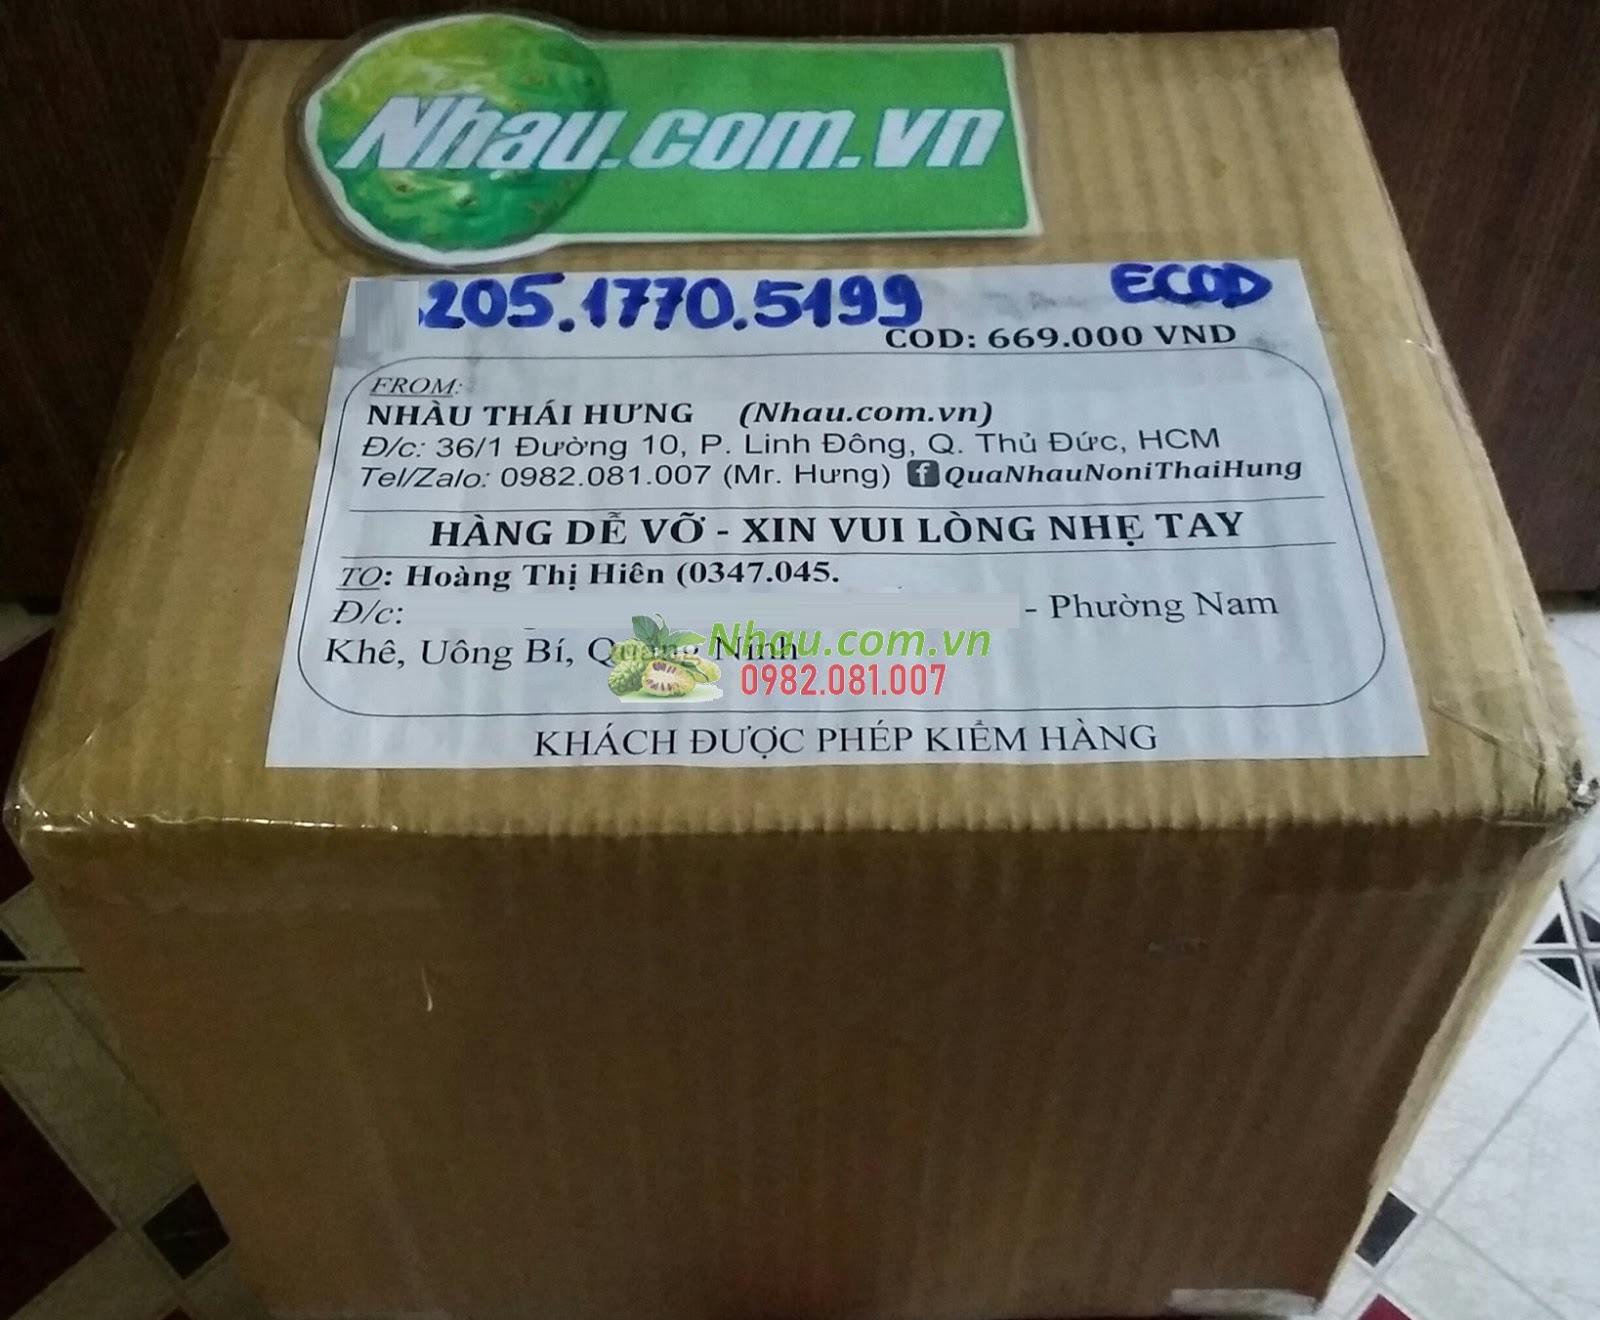 Nhau.com.vn
205.1770.5199 ECOD
COD: 669.000 VND
FROM:
NHÀU THÁI HƯNG (Nhau.com.vn)
Đ/c: 36/1 Đường 10, P. Linh Đông, Q. Thủ Đức, HCM
Tel/Zalo: 0982.081.007 (Mr. Hưng) f QuaNhauNoniThaiHung
HÀNG DỄ VỠ - XIN VUI LÒNG NHẸ TAY
TO: Hoàng Thị Hiên (0347.045.
Đ/c: - Phường Nam
Khê, Uông Bí, Quảng Ninh
Nhau.com.vn
0982.081.007
KHÁCH ĐƯỢC PHÉP KIỂM HÀNG